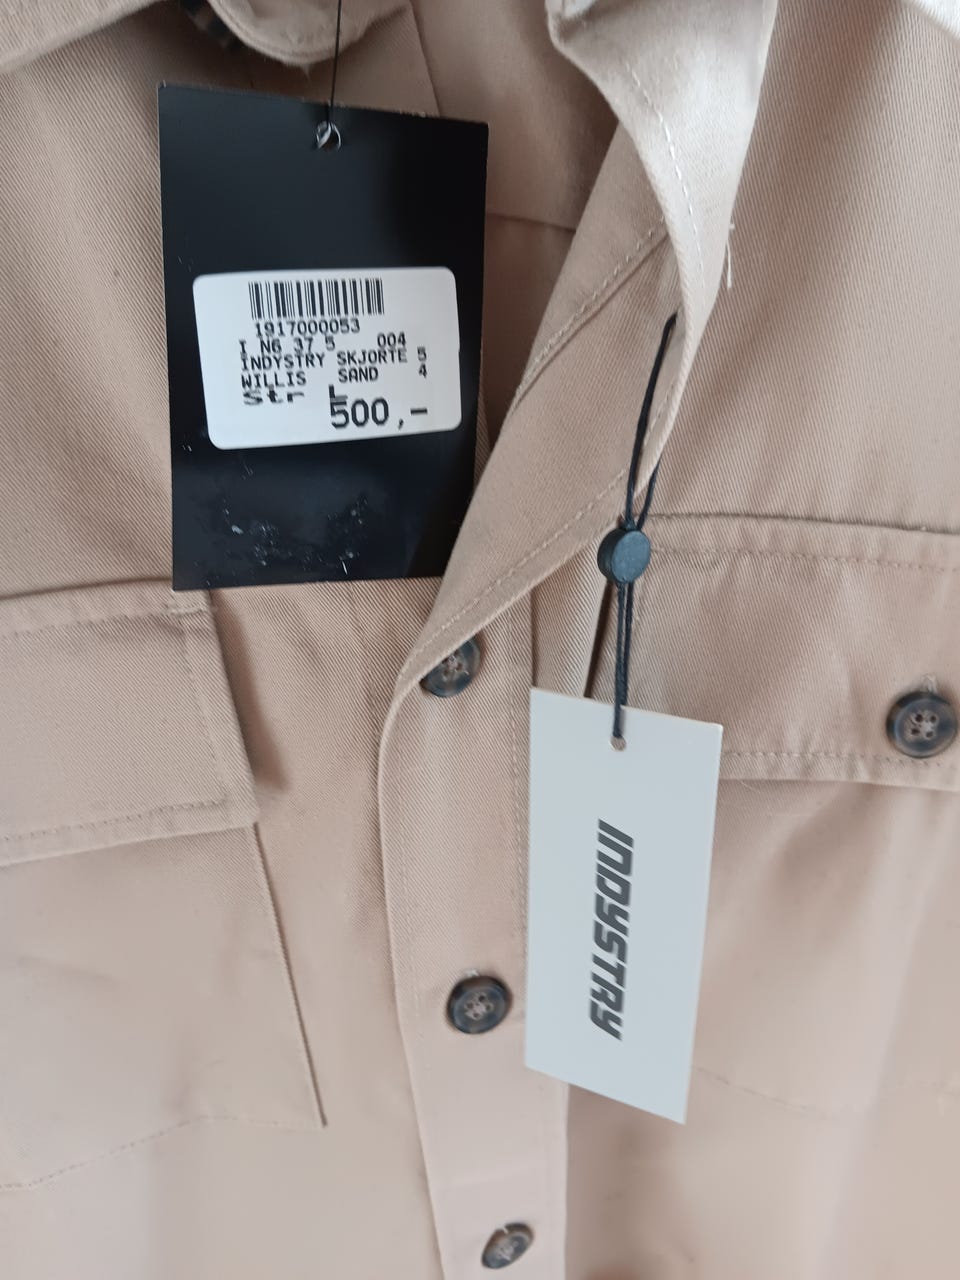 1917000053
I N6 37 5 004
INDYSTRY SKJORTE 5
WILLIS SAND 4
Str L
500,-
INDYSTRY